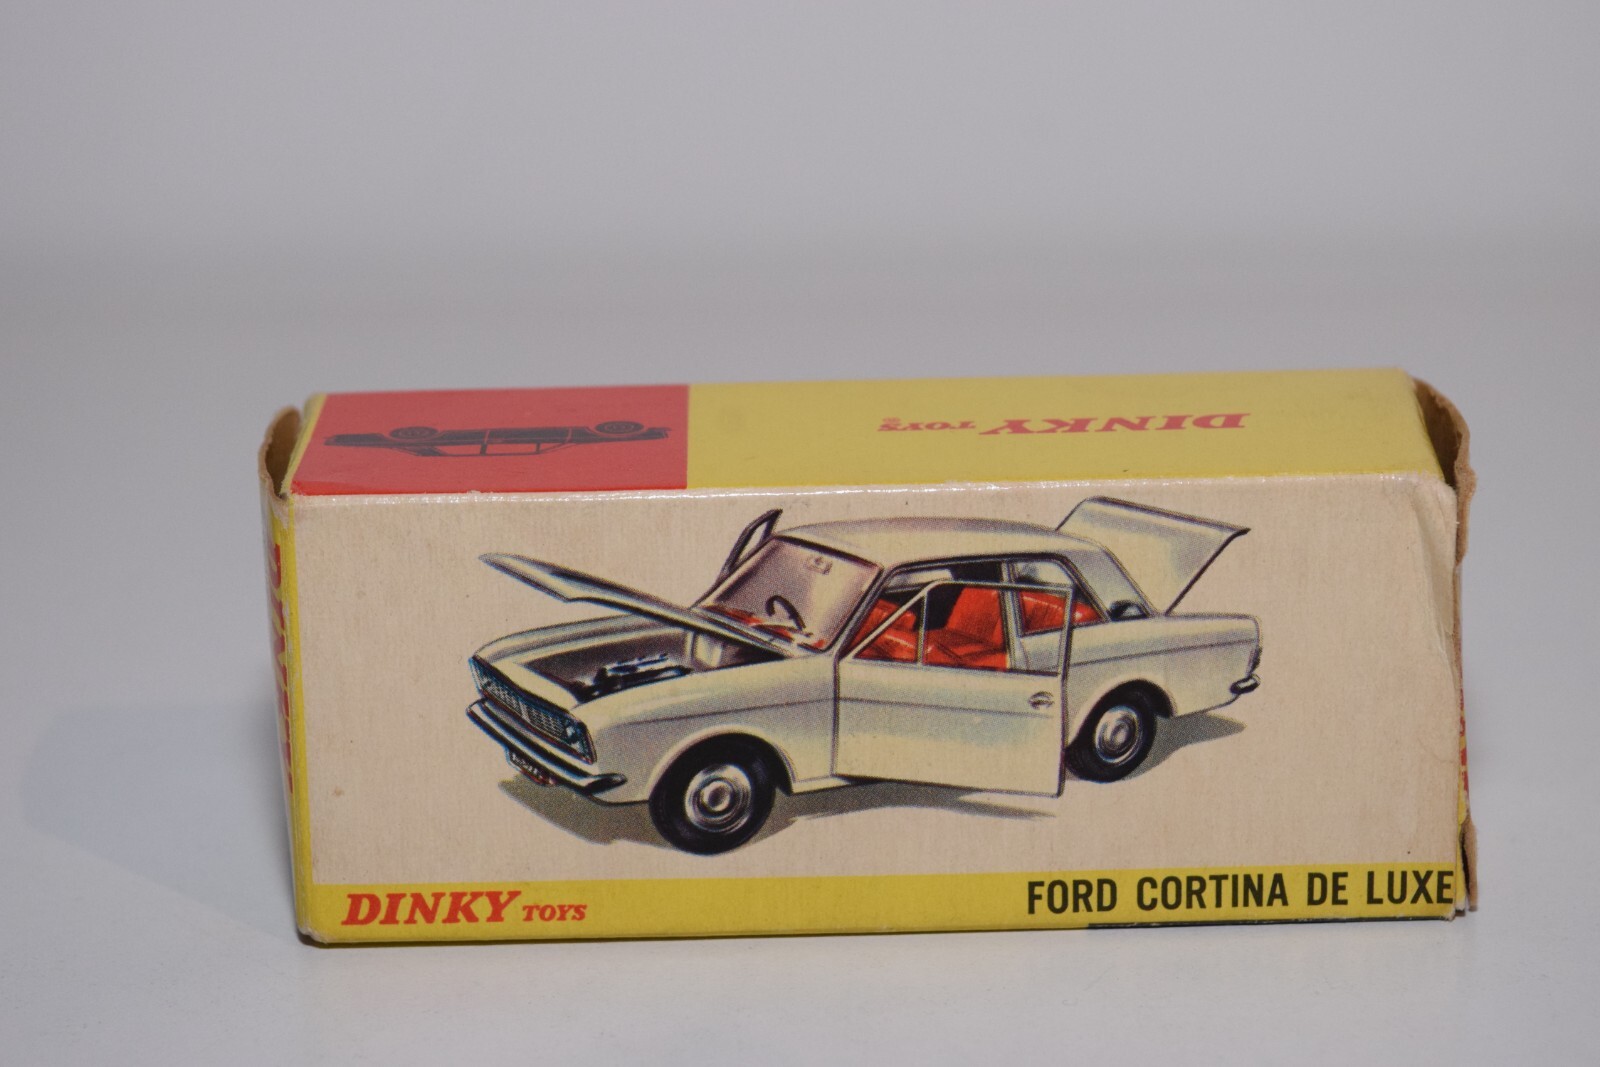 DINKY TOYS®
DINKY TOYS
FORD CORTINA DE LUXE